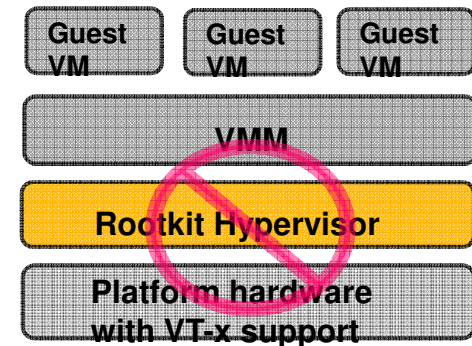 Guest Guest Guest
VM VM VM
VMM
Rootkit Hypervisor
Platform hardware
with VT-x support